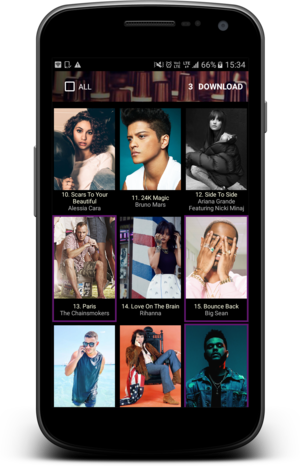 66% 15:34
ALL
3 DOWNLOAD
10. Scars To Your
Beautiful
Alessia Cara
11. 24K Magic
Bruno Mars
12. Side To Side
Ariana Grande
Featuring Nicki Minaj
13. Paris
The Chainsmokers
14. Love On The Brain
Rihanna
15. Bounce Back
Big Sean